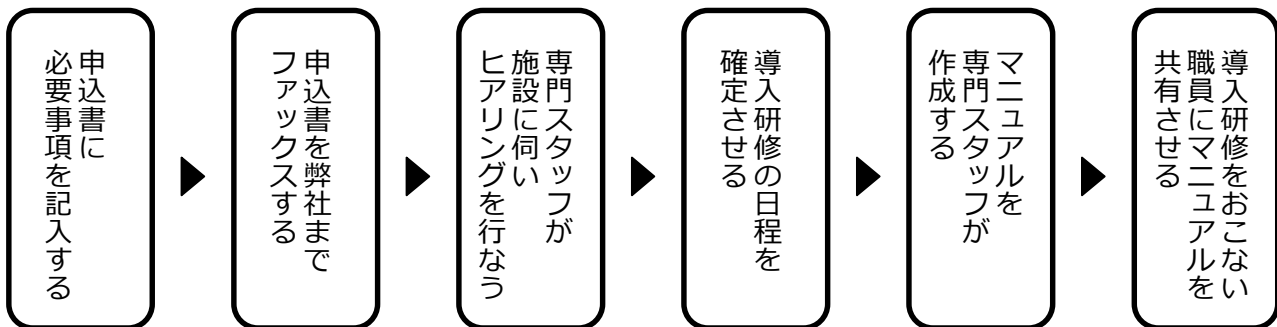 申込書に
必要事項を記入する
申込書を弊社まで
ファックスする
専門スタッフが
施設に伺い
ヒアリングを行なう
導入研修の日程を
確定させる
マニュアルを
専門スタッフが
作成する
導入研修をおこない
職員にマニュアルを
共有させる